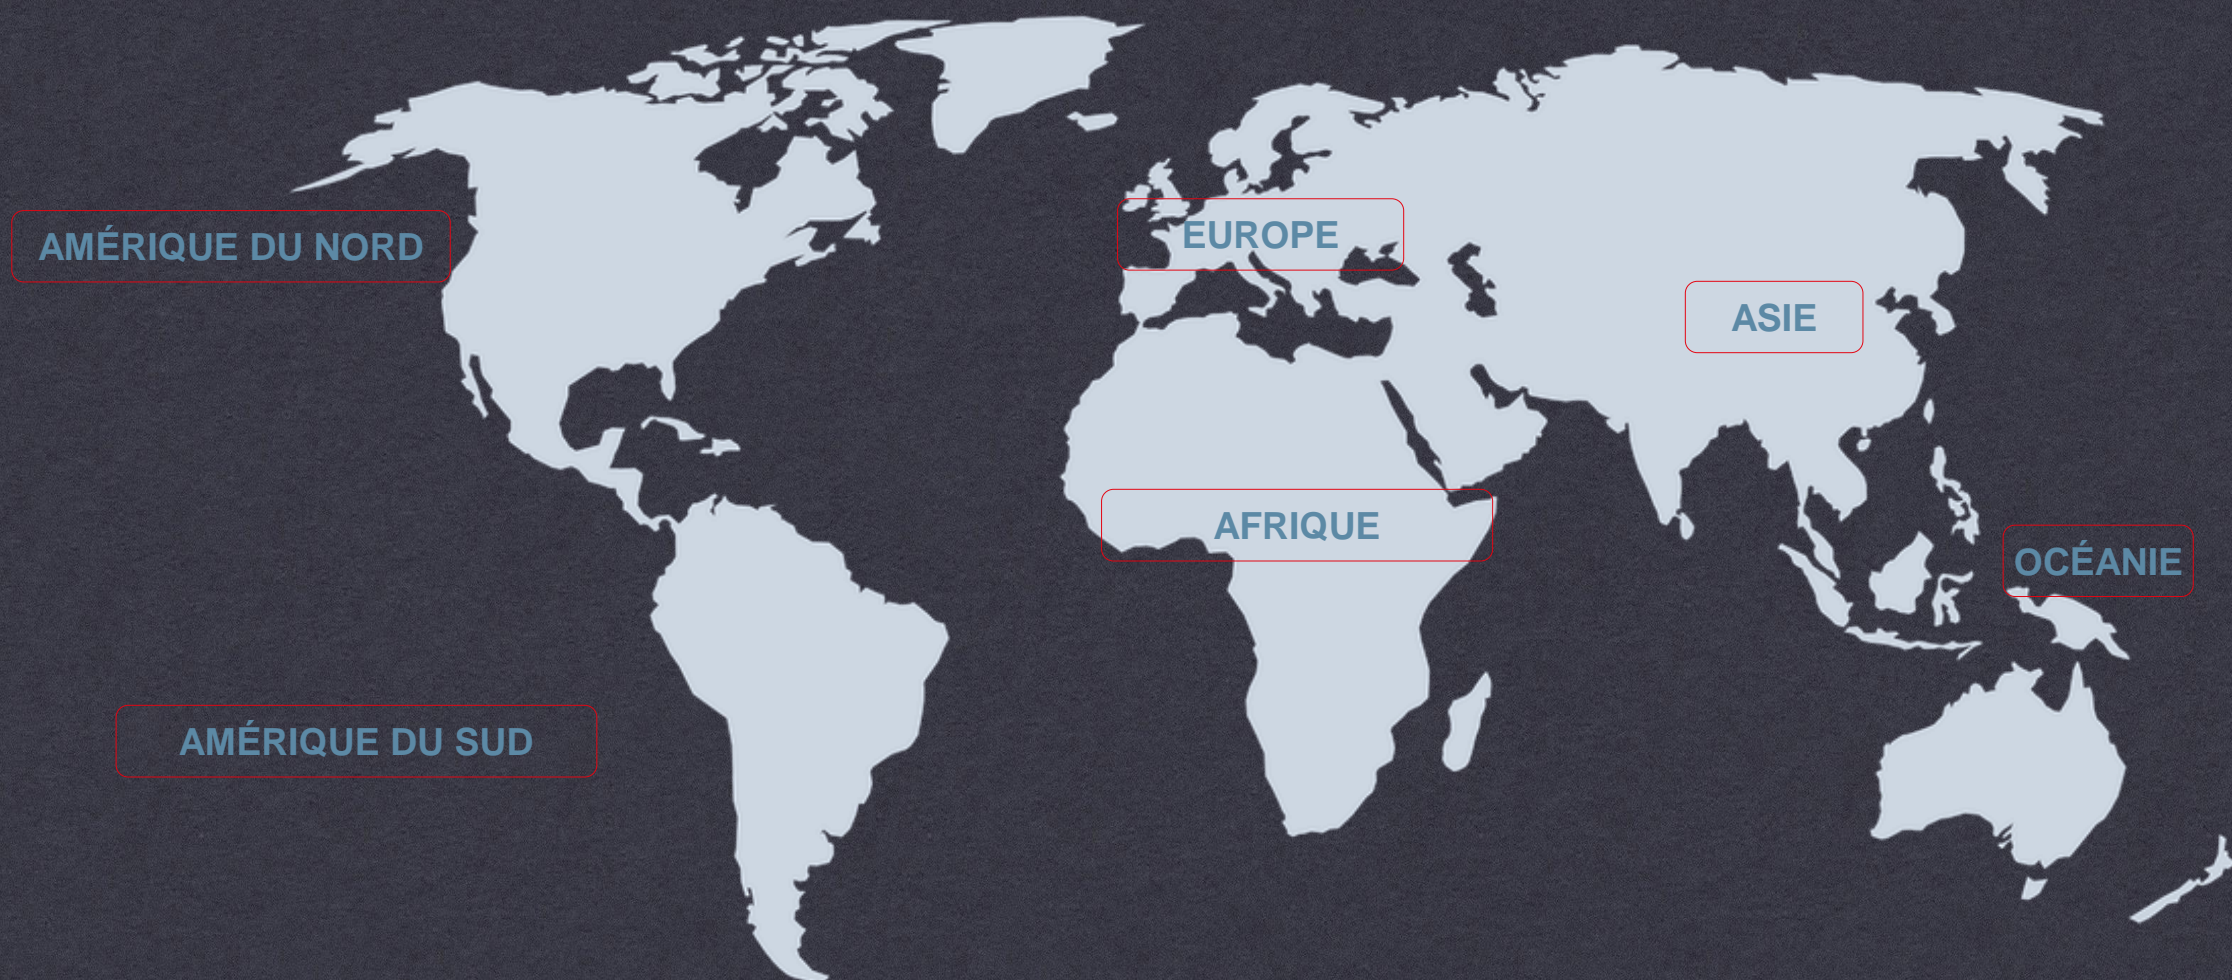 AMÉRIQUE DU NORD
EUROPE
ASIE
AFRIQUE
OCÉANIE
AMÉRIQUE DU SUD